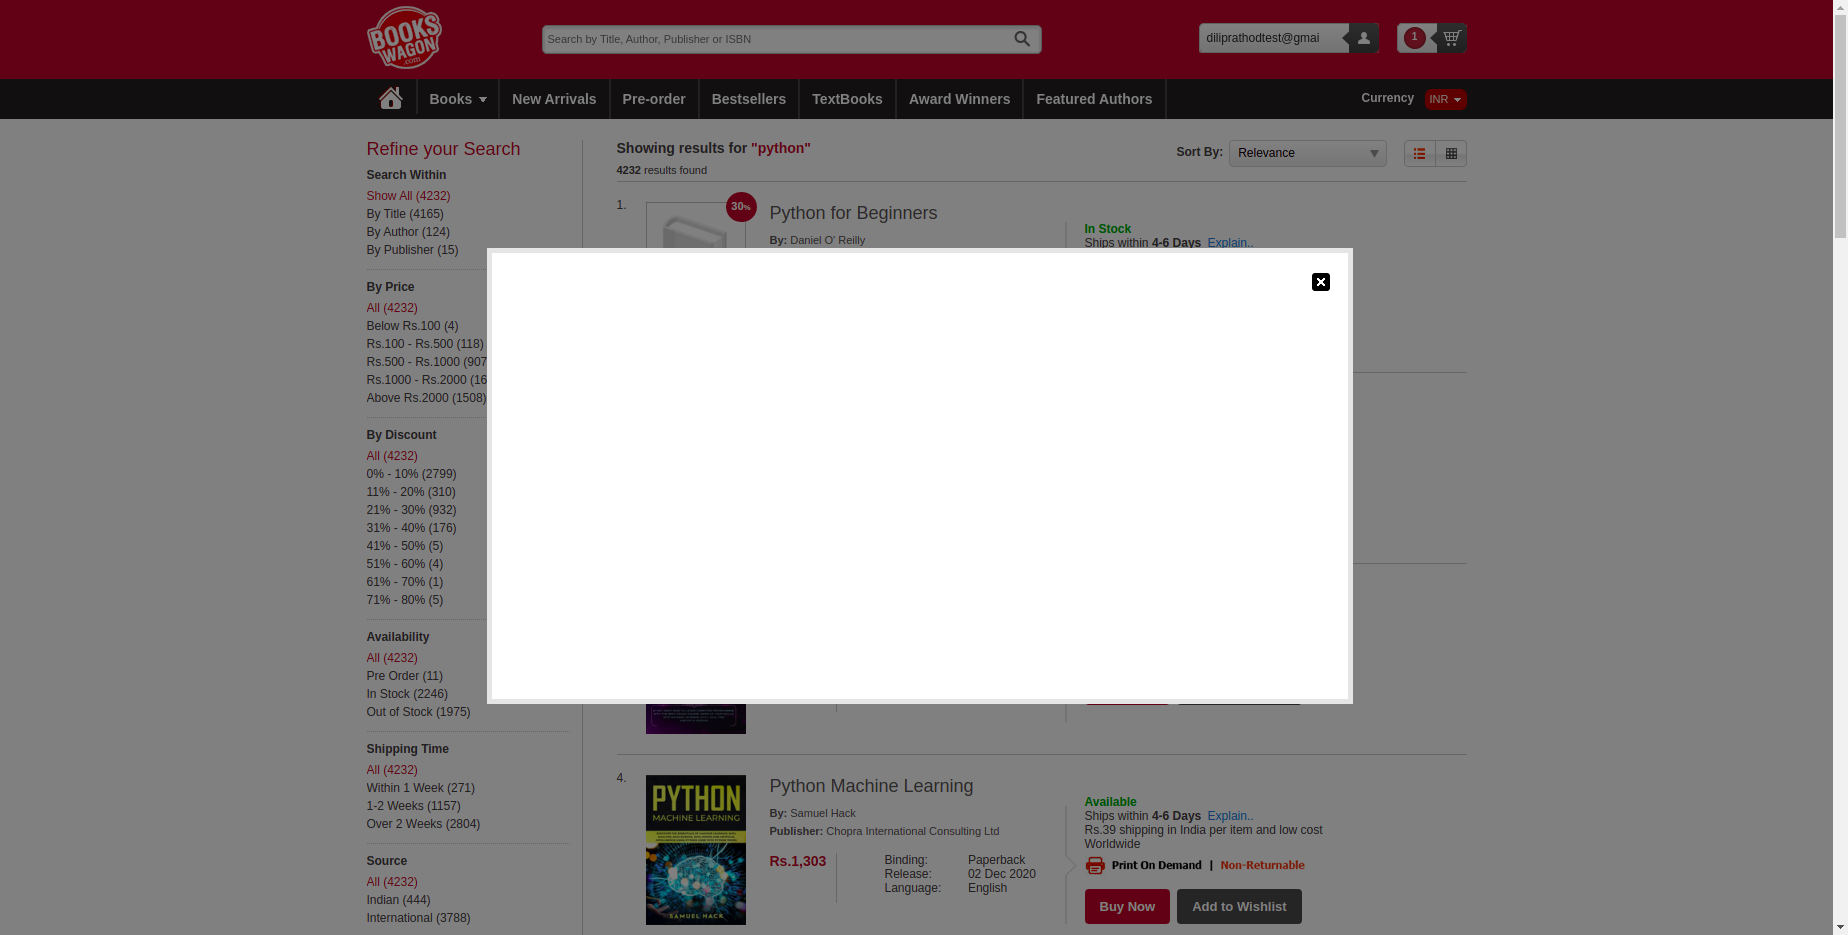 BOOKS
WAGON
.com
Search by Title, Author, Publisher or ISBN
diliprathodtest@gmai
1
Books
New Arrivals
Pre-order
Bestsellers
TextBooks
Award Winners
Featured Authors
Currency
INR
Refine your Search
Search Within
Show All (4232)
By Title (4165)
By Author (124)
By Publisher (15)
By Price
All (4232)
Below Rs.100 (4)
Rs.100 - Rs.500 (118)
Rs.500 - Rs.1000 (907
Rs.1000 - Rs.2000 (16
Above Rs.2000 (1508)
By Discount
All (4232)
0% - 10% (2799)
11% - 20% (310)
21% - 30% (932)
31% - 40% (176)
41% - 50% (5)
51% - 60% (4)
61% - 70% (1)
71% - 80% (5)
Availability
All (4232)
Pre Order (11)
In Stock (2246)
Out of Stock (1975)
Shipping Time
All (4232)
Within 1 Week (271)
1-2 Weeks (1157)
Over 2 Weeks (2804)
Source
All (4232)
Indian (444)
International (3788)
Showing results for "python"
4232 results found
Sort By:
Relevance
1.
30%
Python for Beginners
By: Daniel O' Reilly
In Stock
Ships within 4-6 Days Explain..
4.
PYTHON
MACHINE LEARNING
SAMUEL HACK
Python Machine Learning
By: Samuel Hack
Publisher: Chopra International Consulting Ltd
Rs.1,303
Binding: Paperback
Release: 02 Dec 2020
Language: English
Available
Ships within 4-6 Days Explain..
Rs.39 shipping in India per item and low cost
Worldwide
Print On Demand | Non-Returnable
Buy Now
Add to Wishlist